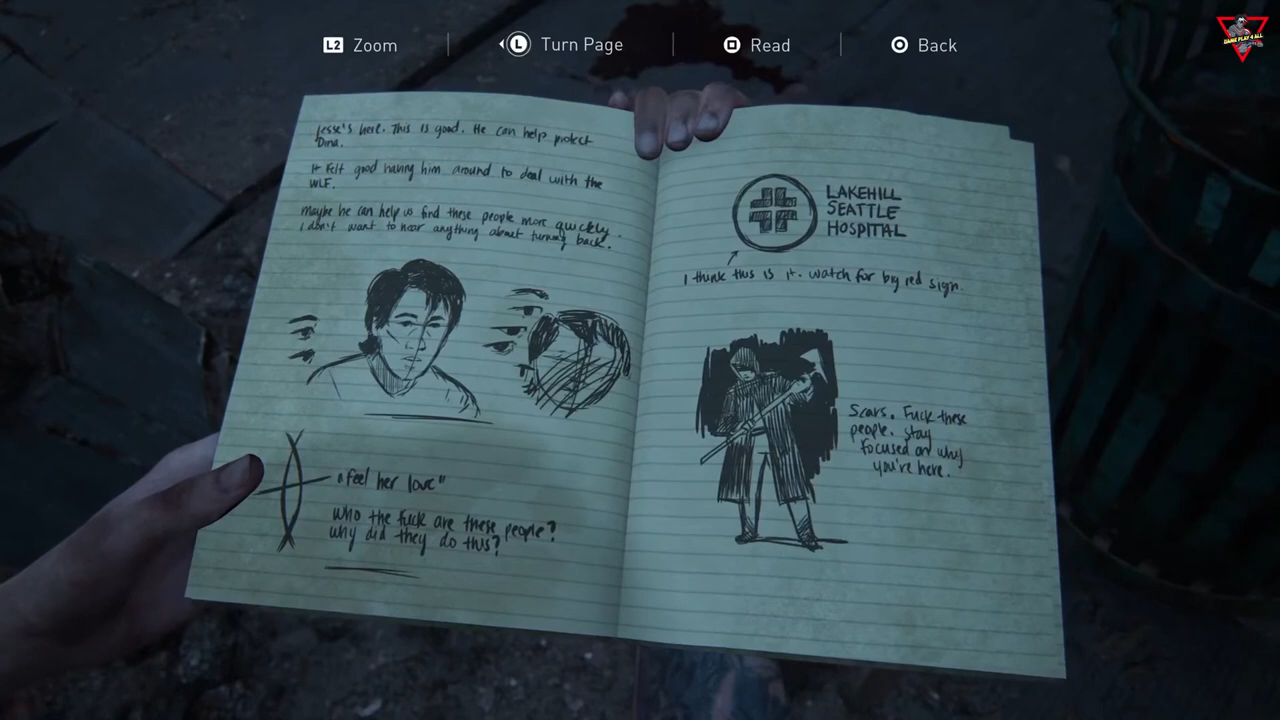 L2 Zoom
L Turn Page
Read
Back
GAME PLAY 4 ALL
Jesse's here. This is good. He can help protect
Dina.
It felt good having him around to deal with the
WLF.
maybe he can help us find these people more quickly.
I don't want to hear anything about turning back.
"feel her love"
who the fuck are these people?
why did they do this?
LAKEHILL
SEATTLE
HOSPITAL
I think this is it. watch for big red sign.
Scars. Fuck these
people. stay
focused on why
you're here.